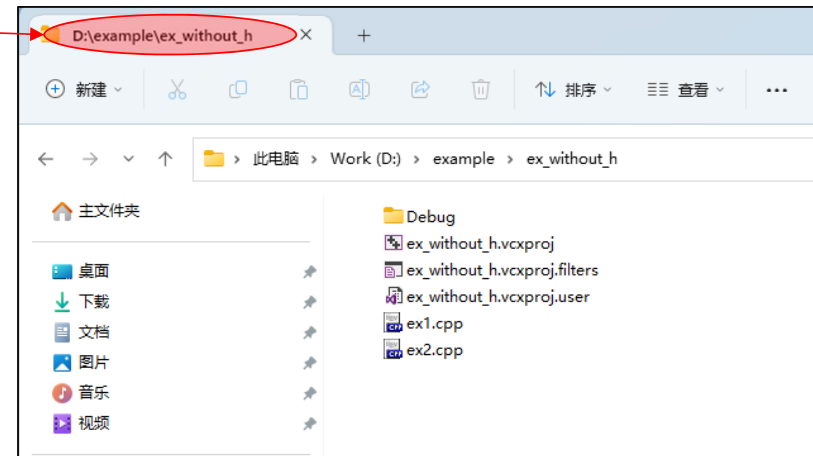 D:\example\ex_without_h
新建 排序 查看
此电脑 › Work (D:) › example › ex_without_h
主文件夹
桌面
下载
文档
图片
音乐
视频
Debug
ex_without_h.vcxproj
ex_without_h.vcxproj.filters
ex_without_h.vcxproj.user
ex1.cpp
ex2.cpp